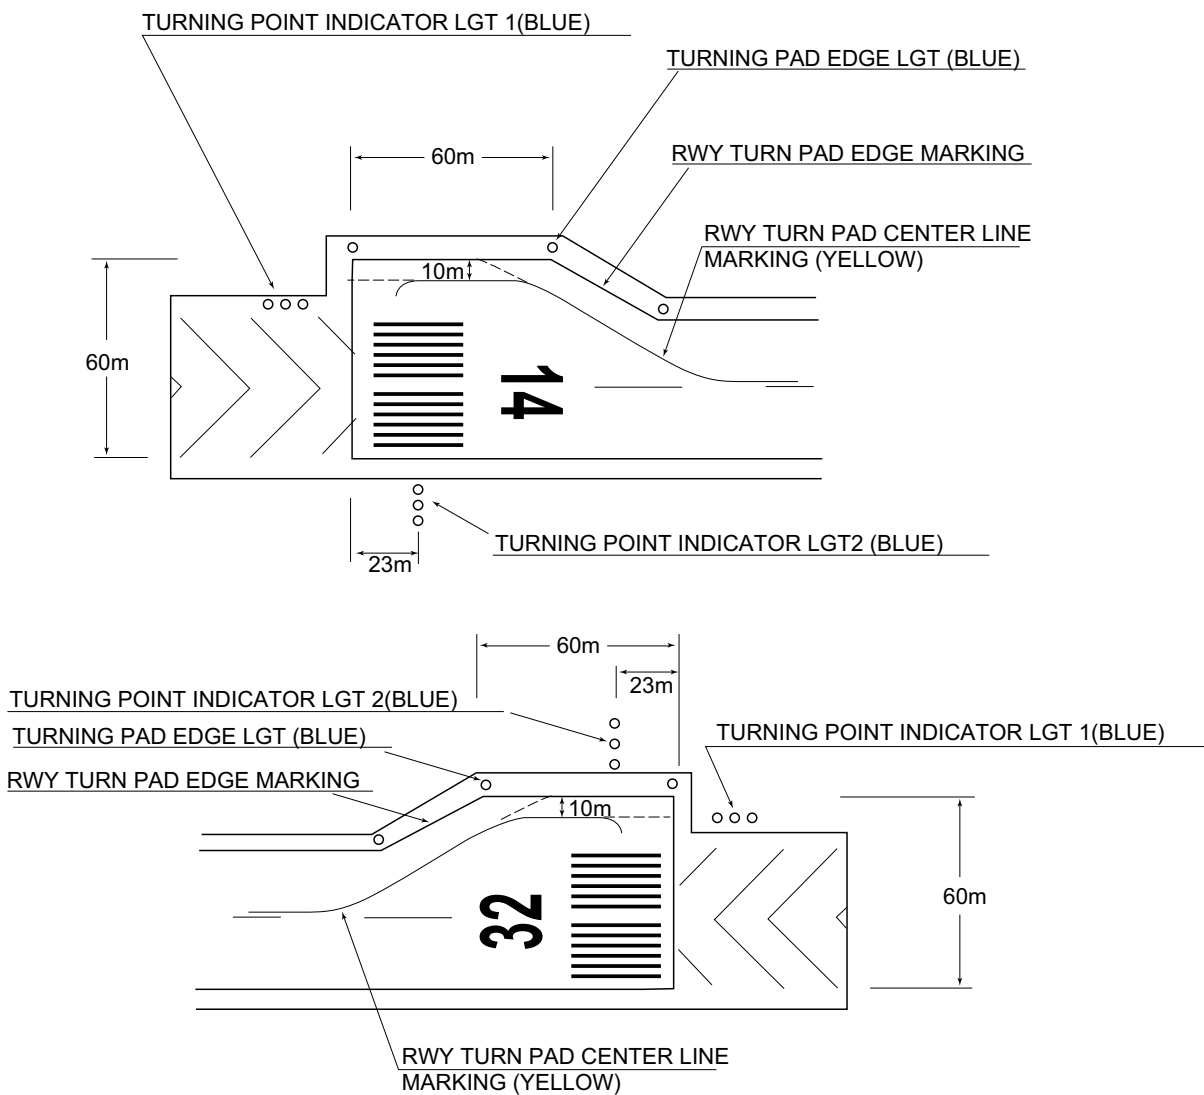 TURNING POINT INDICATOR LGT 1(BLUE)
TURNING PAD EDGE LGT (BLUE)
60m
RWY TURN PAD EDGE MARKING
RWY TURN PAD CENTER LINE
MARKING (YELLOW)
10m
60m
14
TURNING POINT INDICATOR LGT2 (BLUE)
23m
60m
23m
TURNING POINT INDICATOR LGT 2(BLUE)
TURNING POINT INDICATOR LGT 1(BLUE)
TURNING PAD EDGE LGT (BLUE)
RWY TURN PAD EDGE MARKING
10m
60m
32
RWY TURN PAD CENTER LINE
MARKING (YELLOW)